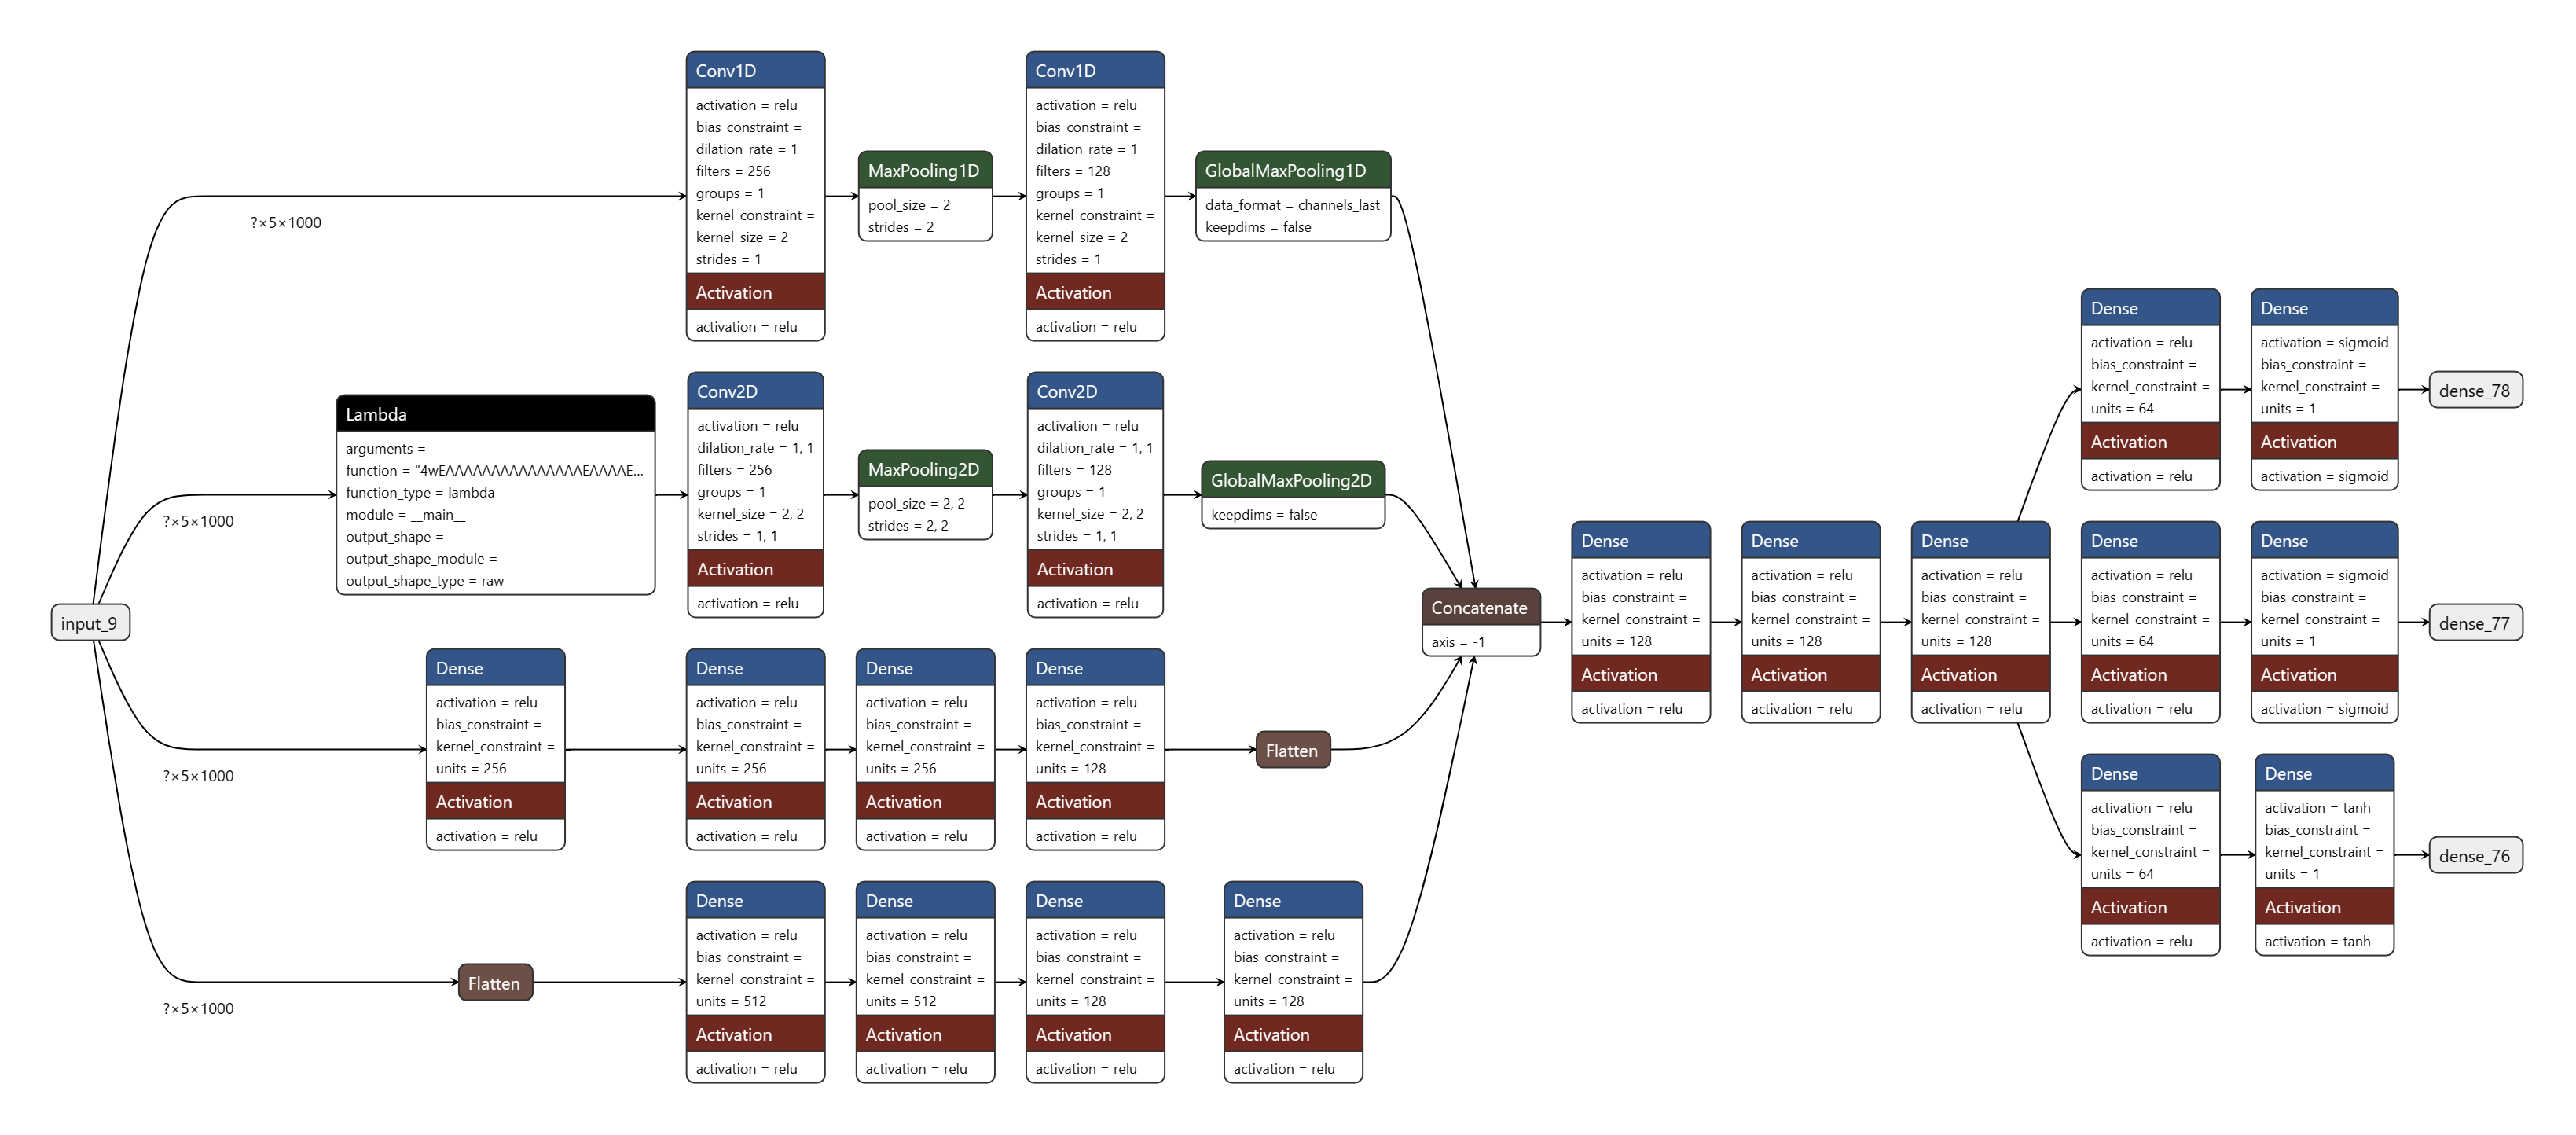 input_9
?×5×1000
Conv1D
activation = relu
bias_constraint =
dilation_rate = 1
filters = 256
groups = 1
kernel_constraint =
kernel_size = 2
strides = 1
Activation
activation = relu
MaxPooling1D
pool_size = 2
strides = 2
Conv1D
activation = relu
bias_constraint =
dilation_rate = 1
filters = 128
groups = 1
kernel_constraint =
kernel_size = 2
strides = 1
Activation
activation = relu
GlobalMaxPooling1D
data_format = channels_last
keepdims = false
?×5×1000
Lambda
arguments =
function = "4wEAAAAAAAAAAAAAAAEAAAAE...
function_type = lambda
module = __main__
output_shape =
output_shape_module =
output_shape_type = raw
Conv2D
activation = relu
dilation_rate = 1, 1
filters = 256
groups = 1
kernel_size = 2, 2
strides = 1, 1
Activation
activation = relu
MaxPooling2D
pool_size = 2, 2
strides = 2, 2
Conv2D
activation = relu
dilation_rate = 1, 1
filters = 128
groups = 1
kernel_size = 2, 2
strides = 1, 1
Activation
activation = relu
GlobalMaxPooling2D
keepdims = false
?×5×1000
Dense
activation = relu
bias_constraint =
kernel_constraint =
units = 256
Activation
activation = relu
Dense
activation = relu
bias_constraint =
kernel_constraint =
units = 256
Activation
activation = relu
Dense
activation = relu
bias_constraint =
kernel_constraint =
units = 256
Activation
activation = relu
Dense
activation = relu
bias_constraint =
kernel_constraint =
units = 128
Activation
activation = relu
Flatten
?×5×1000
Flatten
Dense
activation = relu
bias_constraint =
kernel_constraint =
units = 512
Activation
activation = relu
Dense
activation = relu
bias_constraint =
kernel_constraint =
units = 512
Activation
activation = relu
Dense
activation = relu
bias_constraint =
kernel_constraint =
units = 128
Activation
activation = relu
Dense
activation = relu
bias_constraint =
kernel_constraint =
units = 128
Activation
activation = relu
Concatenate
axis = -1
Dense
activation = relu
bias_constraint =
kernel_constraint =
units = 128
Activation
activation = relu
Dense
activation = relu
bias_constraint =
kernel_constraint =
units = 128
Activation
activation = relu
Dense
activation = relu
bias_constraint =
kernel_constraint =
units = 128
Activation
activation = relu
Dense
activation = relu
bias_constraint =
kernel_constraint =
units = 64
Activation
activation = relu
Dense
activation = sigmoid
bias_constraint =
kernel_constraint =
units = 1
Activation
activation = sigmoid
dense_78
Dense
activation = relu
bias_constraint =
kernel_constraint =
units = 64
Activation
activation = relu
Dense
activation = sigmoid
bias_constraint =
kernel_constraint =
units = 1
Activation
activation = sigmoid
dense_77
Dense
activation = relu
bias_constraint =
kernel_constraint =
units = 64
Activation
activation = relu
Dense
activation = tanh
bias_constraint =
kernel_constraint =
units = 1
Activation
activation = tanh
dense_76